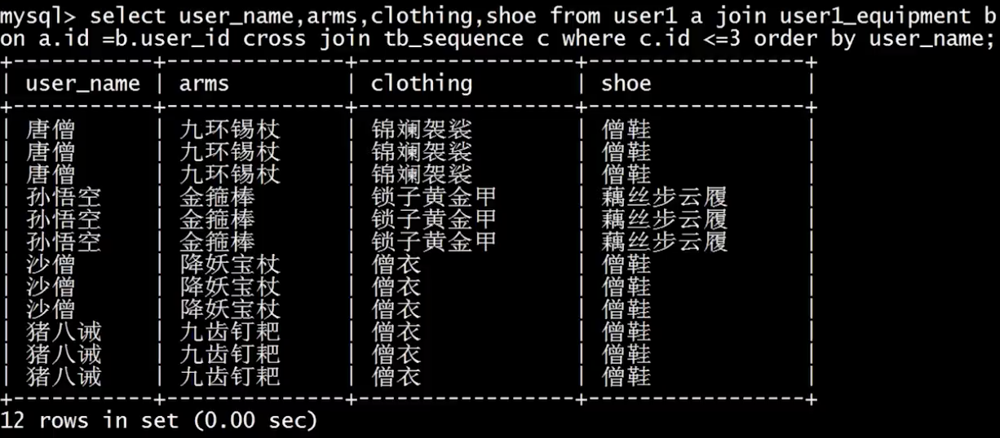 mysql> select user_name,arms,clothing,shoe from user1 a join user1_equipment b
on a.id =b.user_id cross join tb_sequence c where c.id <=3 order by user_name;
+-----------+--------------+-----------------+-----------------+
| user_name | arms | clothing | shoe |
+-----------+--------------+-----------------+-----------------+
| 唐僧 | 九环锡杖 | 锦斓袈裟 | 僧鞋 |
| 唐僧 | 九环锡杖 | 锦斓袈裟 | 僧鞋 |
| 唐僧 | 九环锡杖 | 锦斓袈裟 | 僧鞋 |
| 孙悟空 | 金箍棒 | 锁子黄金甲 | 藕丝步云履 |
| 孙悟空 | 金箍棒 | 锁子黄金甲 | 藕丝步云履 |
| 孙悟空 | 金箍棒 | 锁子黄金甲 | 藕丝步云履 |
| 沙僧 | 降妖宝杖 | 僧衣 | 僧鞋 |
| 沙僧 | 降妖宝杖 | 僧衣 | 僧鞋 |
| 沙僧 | 降妖宝杖 | 僧衣 | 僧鞋 |
| 猪八诫 | 九齿钉耙 | 僧衣 | 僧鞋 |
| 猪八诫 | 九齿钉耙 | 僧衣 | 僧鞋 |
| 猪八诫 | 九齿钉耙 | 僧衣 | 僧鞋 |
+-----------+--------------+-----------------+-----------------+
12 rows in set (0.00 sec)